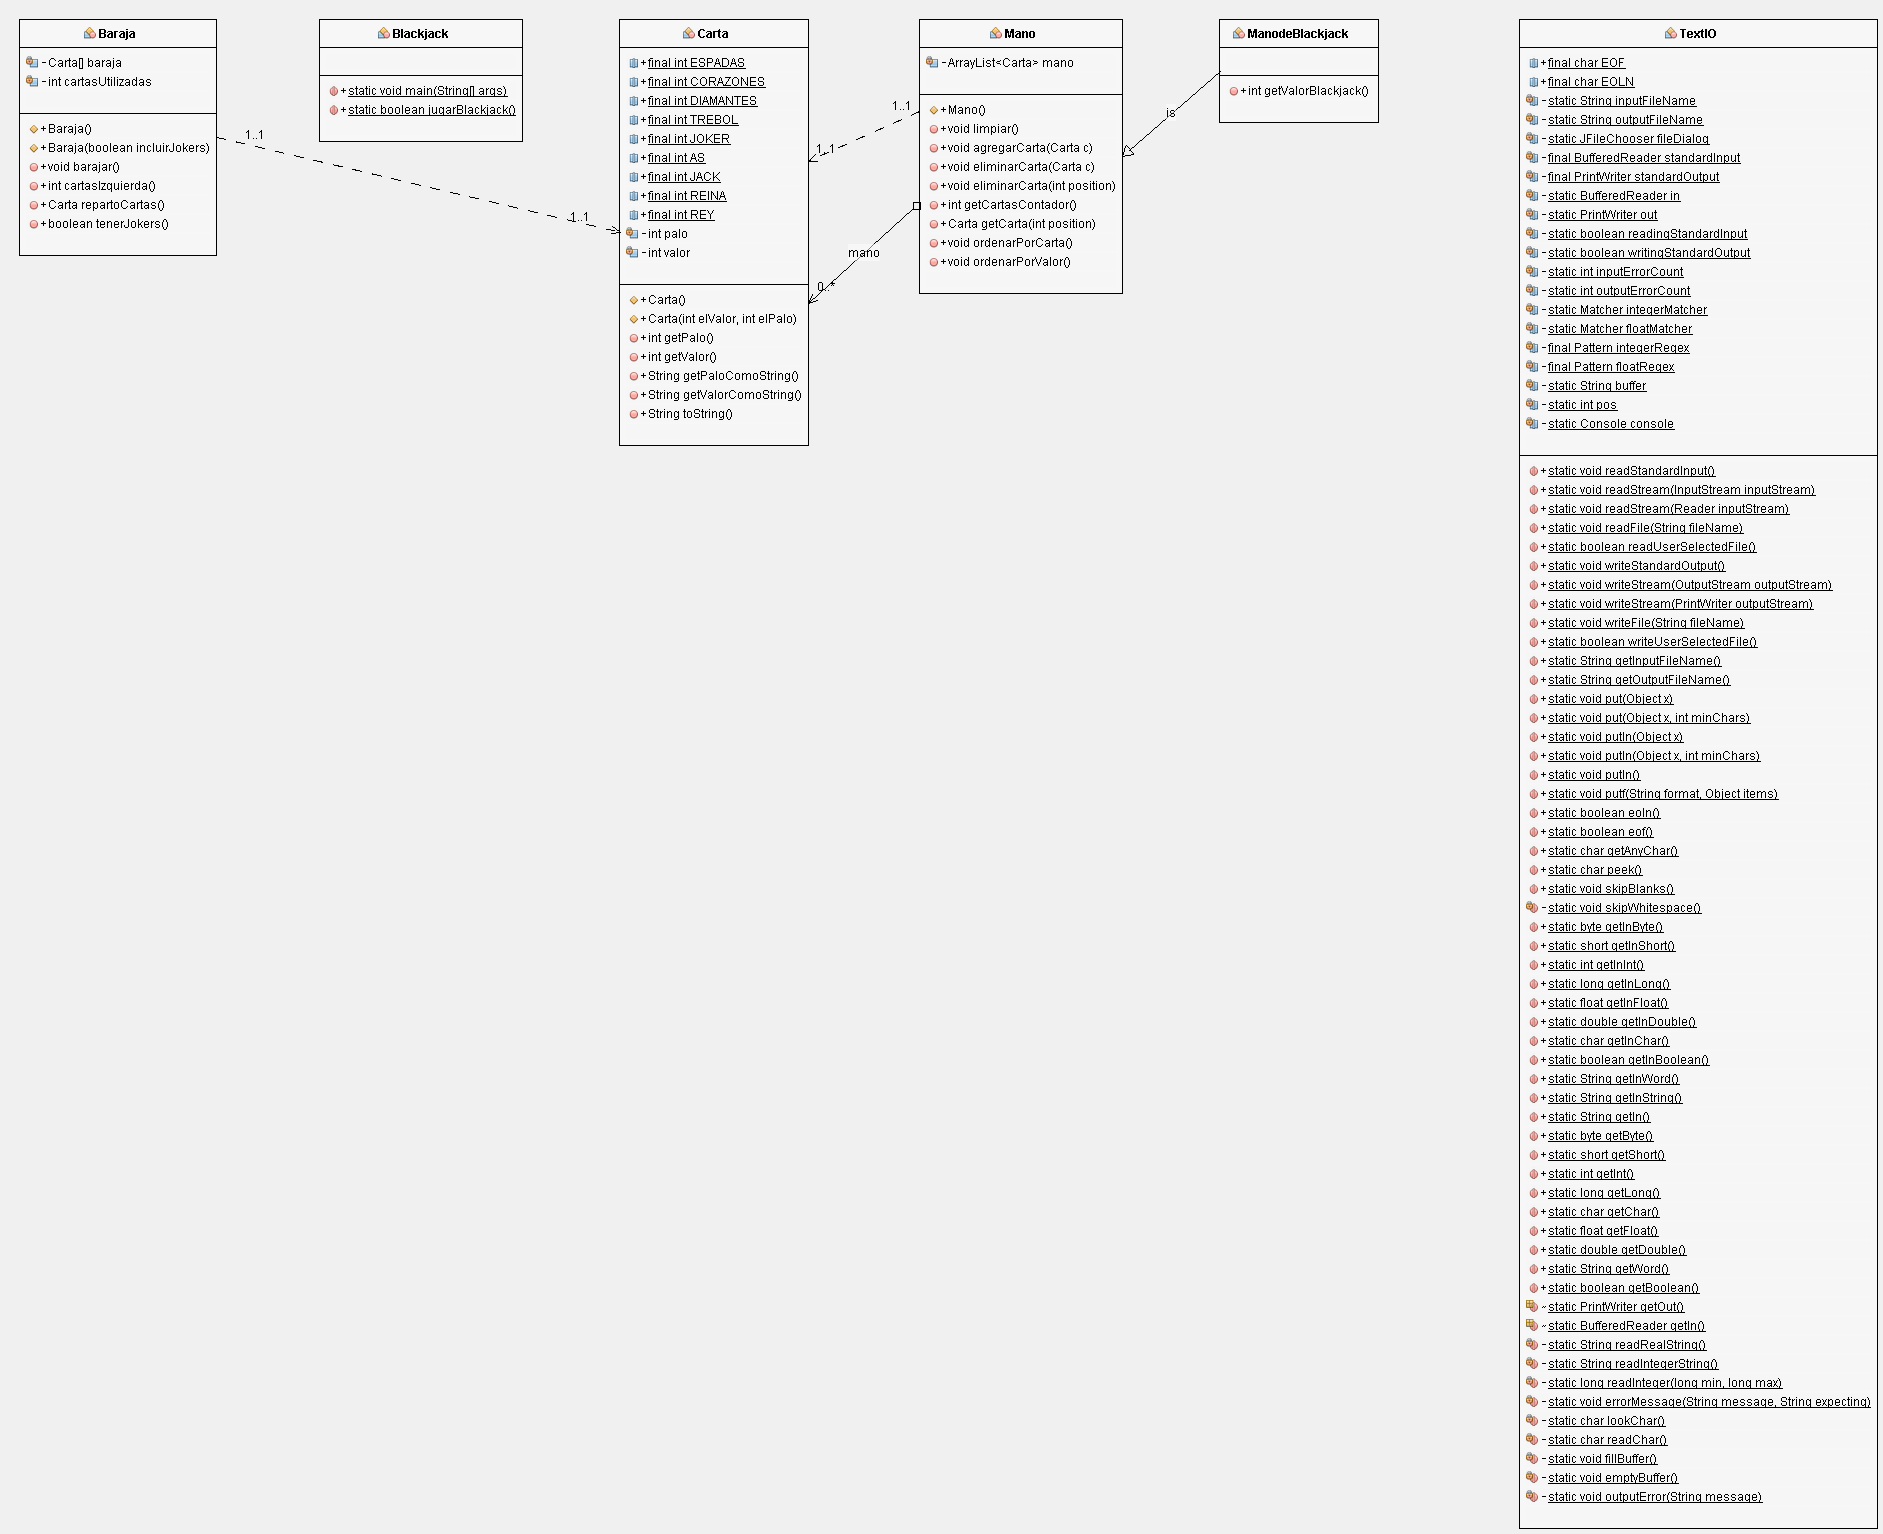 Baraja
- Carta[] baraja
- int cartasUtilizadas
+ Baraja()
+ Baraja(boolean incluirJokers)
+ void barajar()
+ int cartasIzquierda()
+ Carta repartoCartas()
+ boolean tenerJokers()
1..1
1..1
Blackjack
+ static void main(String[] args)
+ static boolean jugarBlackjack()
Carta
+ final int ESPADAS
+ final int CORAZONES
+ final int DIAMANTES
+ final int TREBOL
+ final int JOKER
+ final int AS
+ final int JACK
+ final int REINA
+ final int REY
- int palo
- int valor
+ Carta()
+ Carta(int elValor, int elPalo)
+ int getPalo()
+ int getValor()
+ String getPaloComoString()
+ String getValorComoString()
+ String toString()
1..1
1..1
mano
0..*
Mano
- ArrayList<Carta> mano
+ Mano()
+ void limpiar()
+ void agregarCarta(Carta c)
+ void eliminarCarta(Carta c)
+ void eliminarCarta(int position)
+ int getCartasContador()
+ Carta getCarta(int position)
+ void ordenarPorCarta()
+ void ordenarPorValor()
is
ManodeBlackjack
+ int getValorBlackjack()
TextIO
+ final char EOF
+ final char EOLN
- static String inputFileName
- static String outputFileName
- static JFileChooser fileDialog
- final BufferedReader standardInput
- final PrintWriter standardOutput
- static BufferedReader in
- static PrintWriter out
- static boolean readingStandardInput
- static boolean writingStandardOutput
- static int inputErrorCount
- static int outputErrorCount
- static Matcher integerMatcher
- static Matcher floatMatcher
- final Pattern integerRegex
- final Pattern floatRegex
- static String buffer
- static int pos
- static Console console
+ static void readStandardInput()
+ static void readStream(InputStream inputStream)
+ static void readStream(Reader inputStream)
+ static void readFile(String fileName)
+ static boolean readUserSelectedFile()
+ static void writeStandardOutput()
+ static void writeStream(OutputStream outputStream)
+ static void writeStream(PrintWriter outputStream)
+ static void writeFile(String fileName)
+ static boolean writeUserSelectedFile()
+ static String getInputFileName()
+ static String getOutputFileName()
+ static void put(Object x)
+ static void put(Object x, int minChars)
+ static void putln(Object x)
+ static void putln(Object x, int minChars)
+ static void putln()
+ static void putf(String format, Object items)
+ static boolean eoln()
+ static boolean eof()
+ static char getAnyChar()
+ static char peek()
+ static void skipBlanks()
- static void skipWhitespace()
+ static byte getlnByte()
+ static short getlnShort()
+ static int getlnInt()
+ static long getlnLong()
+ static float getlnFloat()
+ static double getlnDouble()
+ static char getlnChar()
+ static boolean getlnBoolean()
+ static String getlnWord()
+ static String getlnString()
+ static String getln()
+ static byte getByte()
+ static short getShort()
+ static int getInt()
+ static long getLong()
+ static char getChar()
+ static float getFloat()
+ static double getDouble()
+ static String getWord()
+ static boolean getBoolean()
~ static PrintWriter getOut()
~ static BufferedReader getIn()
- static String readRealString()
- static String readIntegerString()
- static long readInteger(long min, long max)
- static void errorMessage(String message, String expecting)
- static char lookChar()
- static char readChar()
- static void fillBuffer()
- static void emptyBuffer()
- static void outputError(String message)